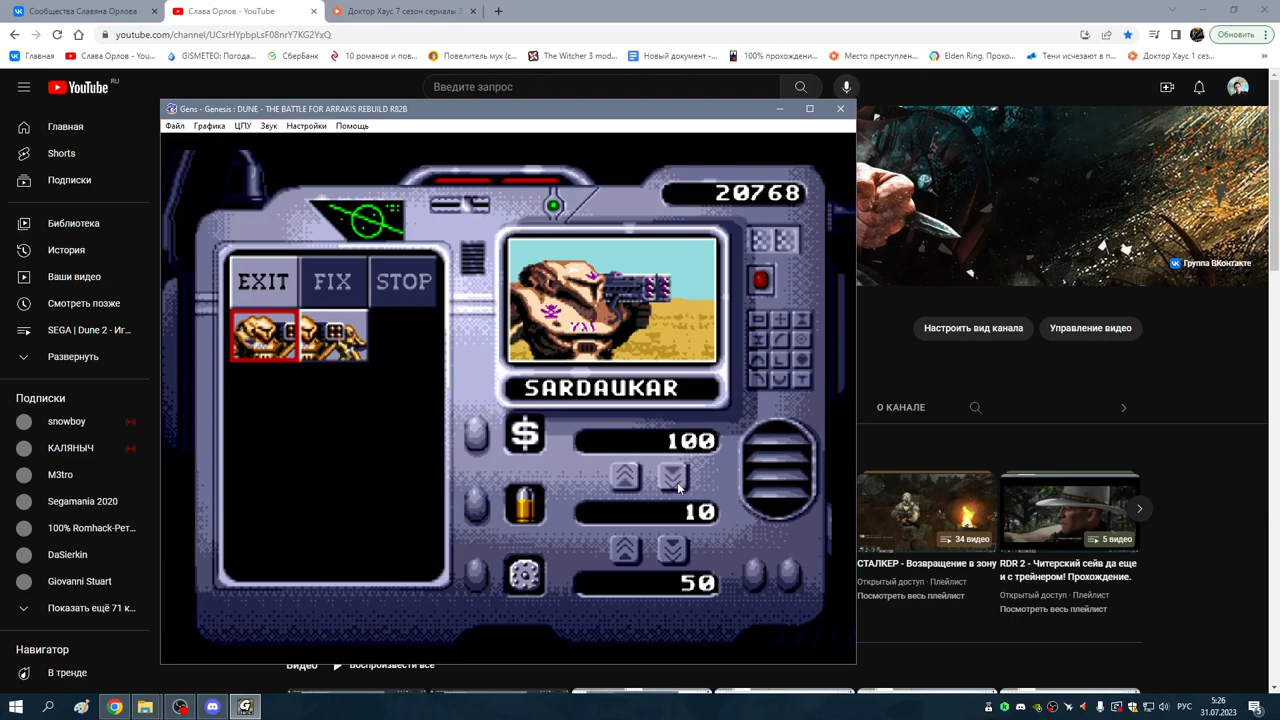 Сообщества Славяна Орлова
Слава Орлов - YouTube
Доктор Хаус 7 сезон сериалы З
youtube.com/channel/UCsrHYpbpLsF08nrY7KG2YxQ
Обновить
Главная
Слава Орлов - You...
GISMETEO: Погода...
СберБанк
10 романов и пов...
Повелитель мух (с...
The Witcher 3 mod...
Новый документ -...
100% прохождени...
Место преступлен...
Elden Ring. Прохо...
Тени исчезают в п...
Доктор Хаус 1 сез...
YouTube
RU
Введите запрос
Gens - Genesis : DUNE - THE BATTLE FOR ARRAKIS REBUILD R82B
Файл Графика ЦПУ Звук Настройки Помощь
Главная
Shorts
Подписки
Библиотека
История
Ваши видео
Смотреть позже
SEGA | Dune 2 - Иг...
Развернуть
Подписки
snowboy
КАЛЯНЫЧ
M3tro
Segamania 2020
100% Romhack-Рет...
DaSierkin
Giovanni Stuart
Показать ещё 71 к...
Навигатор
В тренде
20768
EXIT FIX STOP
SARDAUKAR
$ 100
10
50
Группа ВКонтакте
Настроить вид канала
Управление видео
О КАНАЛЕ
34 видео
5 видео
СТАЛКЕР - Возвращение в зону
Открытый доступ · Плейлист
Посмотреть весь плейлист
RDR 2 - Читерский сейв да еще
и с трейнером! Прохождение.
Открытый доступ · Плейлист
Посмотреть весь плейлист
Видео
Воспроизвести все
РУС
5:26
31.07.2023